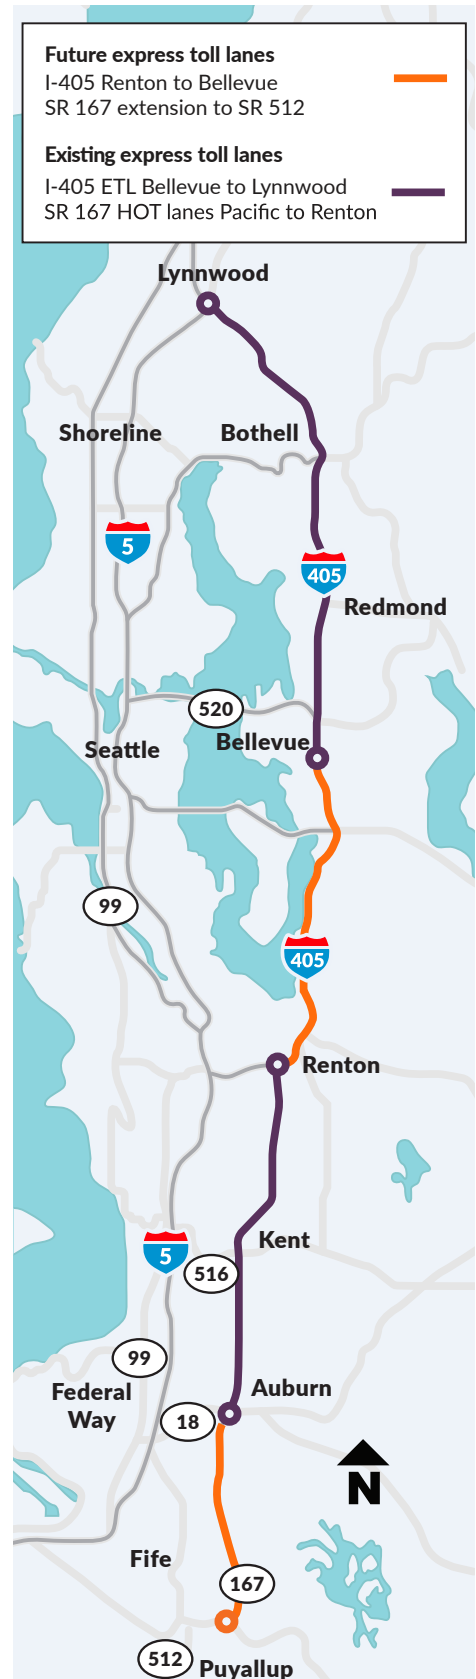 Future express toll lanes
I-405 Renton to Bellevue
SR 167 extension to SR 512
Existing express toll lanes
I-405 ETL Bellevue to Lynnwood
SR 167 HOT lanes Pacific to Renton
Lynnwood
Shoreline
Bothell
5
405
Redmond
520
Seattle
Bellevue
99
405
Renton
Kent
5
516
99
Federal
Way
Auburn
18
N
Fife
167
512
Puyallup